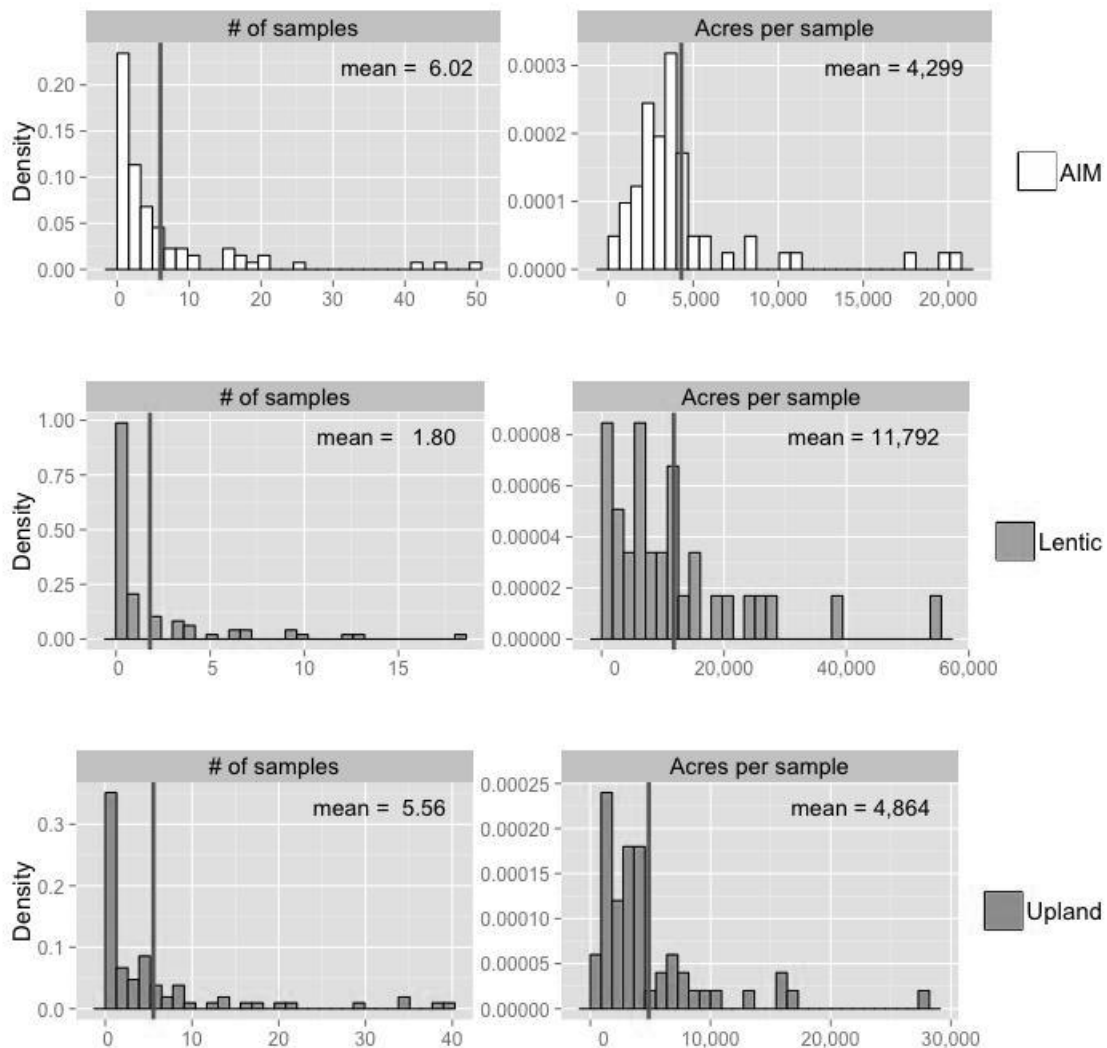 # of samples
Acres per sample
mean = 6.02
mean = 4,299
Density
0.20
0.15
0.10
0.05
0.00
0 10 20 30 40 50
0.0003
0.0002
0.0001
0.0000
0 5,000 10,000 15,000 20,000
AIM
# of samples
Acres per sample
mean = 1.80
mean = 11,792
Density
1.00
0.75
0.50
0.25
0.00
0 5 10 15
0.00008
0.00006
0.00004
0.00002
0.00000
0 20,000 40,000 60,000
Lentic
# of samples
Acres per sample
mean = 5.56
mean = 4,864
Density
0.3
0.2
0.1
0.0
0 10 20 30 40
0.00025
0.00020
0.00015
0.00010
0.00005
0.00000
0 10,000 20,000 30,000
Upland